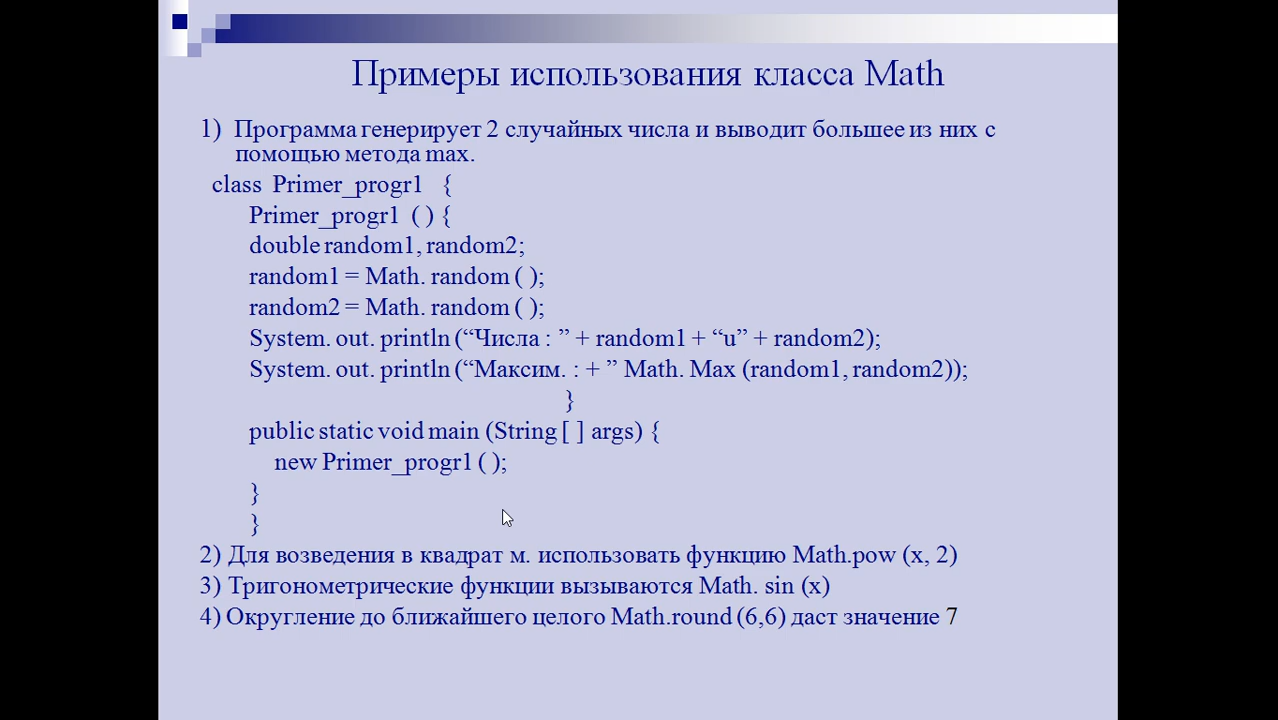 Примеры использования класса Math
1) Программа генерирует 2 случайных числа и выводит большее из них с
помощью метода max.
class Primer_progr1 {
Primer_progr1 ( ) {
double random1, random2;
random1 = Math. random ( );
random2 = Math. random ( );
System. out. println (“Числа : ” + random1 + “u” + random2);
System. out. println (“Максим. : + ” Math. Max (random1, random2));
}
public static void main (String [ ] args) {
new Primer_progr1 ( );
}
}
2) Для возведения в квадрат м. использовать функцию Math.pow (x, 2)
3) Тригонометрические функции вызываются Math. sin (x)
4) Округление до ближайшего целого Math.round (6,6) даст значение 7